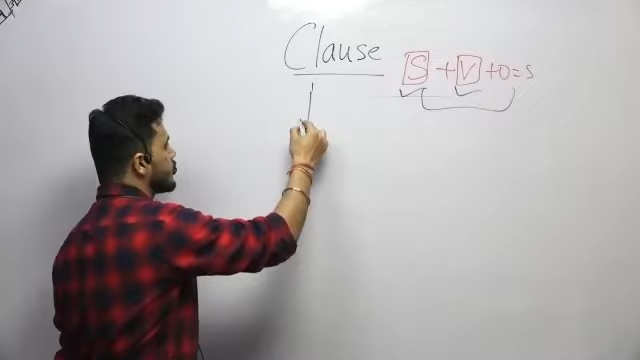 Clause
S + V + O = S